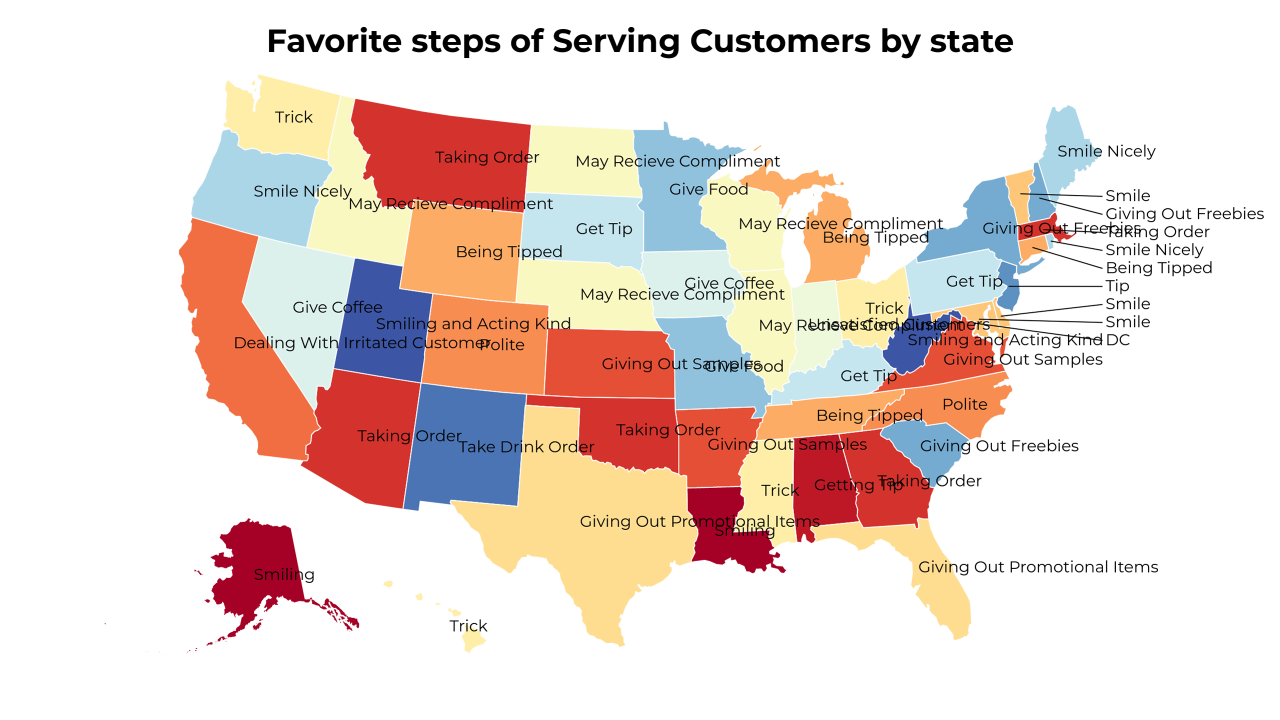 Favorite steps of Serving Customers by state
Trick
Taking Order
May Recieve Compliment
Smile Nicely
Give Food
Smile Nicely
May Recieve Compliment
Smile
Giving Out Freebies
May Recieve Compliment
Giving Out Freebies
Get Tip
Taking Order
Being Tipped
Smile Nicely
Being Tipped
Being Tipped
Get Tip
Give Coffee
Tip
May Recieve Compliment
Smile
Give Coffee
Trick
Smile
Smiling and Acting Kind
May Recieve Compliment
Unsatisfied Customers
Smiling and Acting Kind
DC
Dealing With Irritated Customer
Polite
Giving Out Samples
Giving Out Samples
Give Food
Get Tip
Polite
Being Tipped
Taking Order
Taking Order
Take Drink Order
Giving Out Samples
Giving Out Freebies
Trick
Getting Tip
Taking Order
Giving Out Promotional Items
Smiling
Giving Out Promotional Items
Smiling
Trick